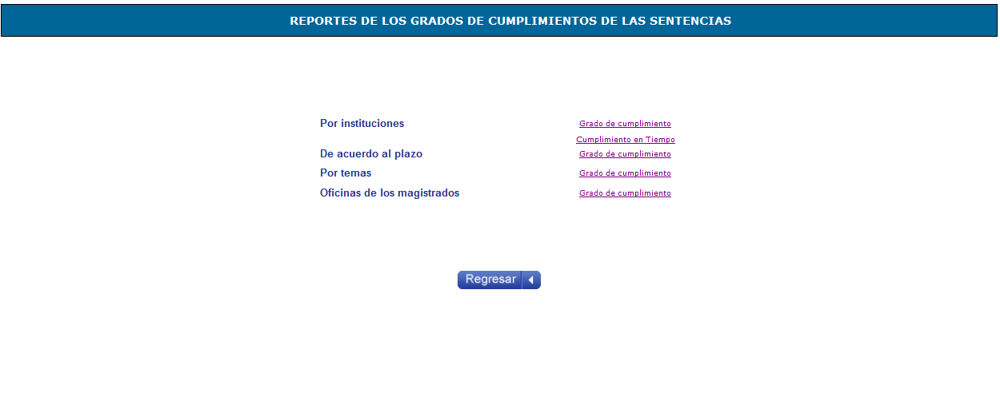 REPORTES DE LOS GRADOS DE CUMPLIMIENTOS DE LAS SENTENCIAS
Por instituciones Grado de cumplimiento
Cumplimiento en Tiempo
De acuerdo al plazo Grado de cumplimiento
Por temas Grado de cumplimiento
Oficinas de los magistrados Grado de cumplimiento
Regresar